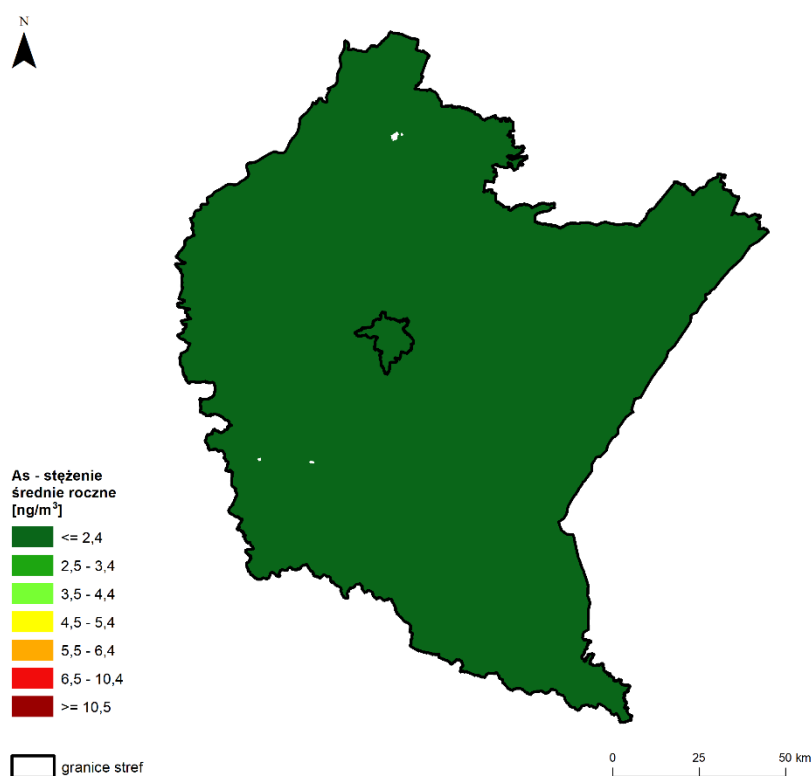 N
As - stężenie
średnie roczne
[ng/m³]
<= 2,4
2,5 - 3,4
3,5 - 4,4
4,5 - 5,4
5,5 - 6,4
6,5 - 10,4
>= 10,5
granice stref
0 25 50 km